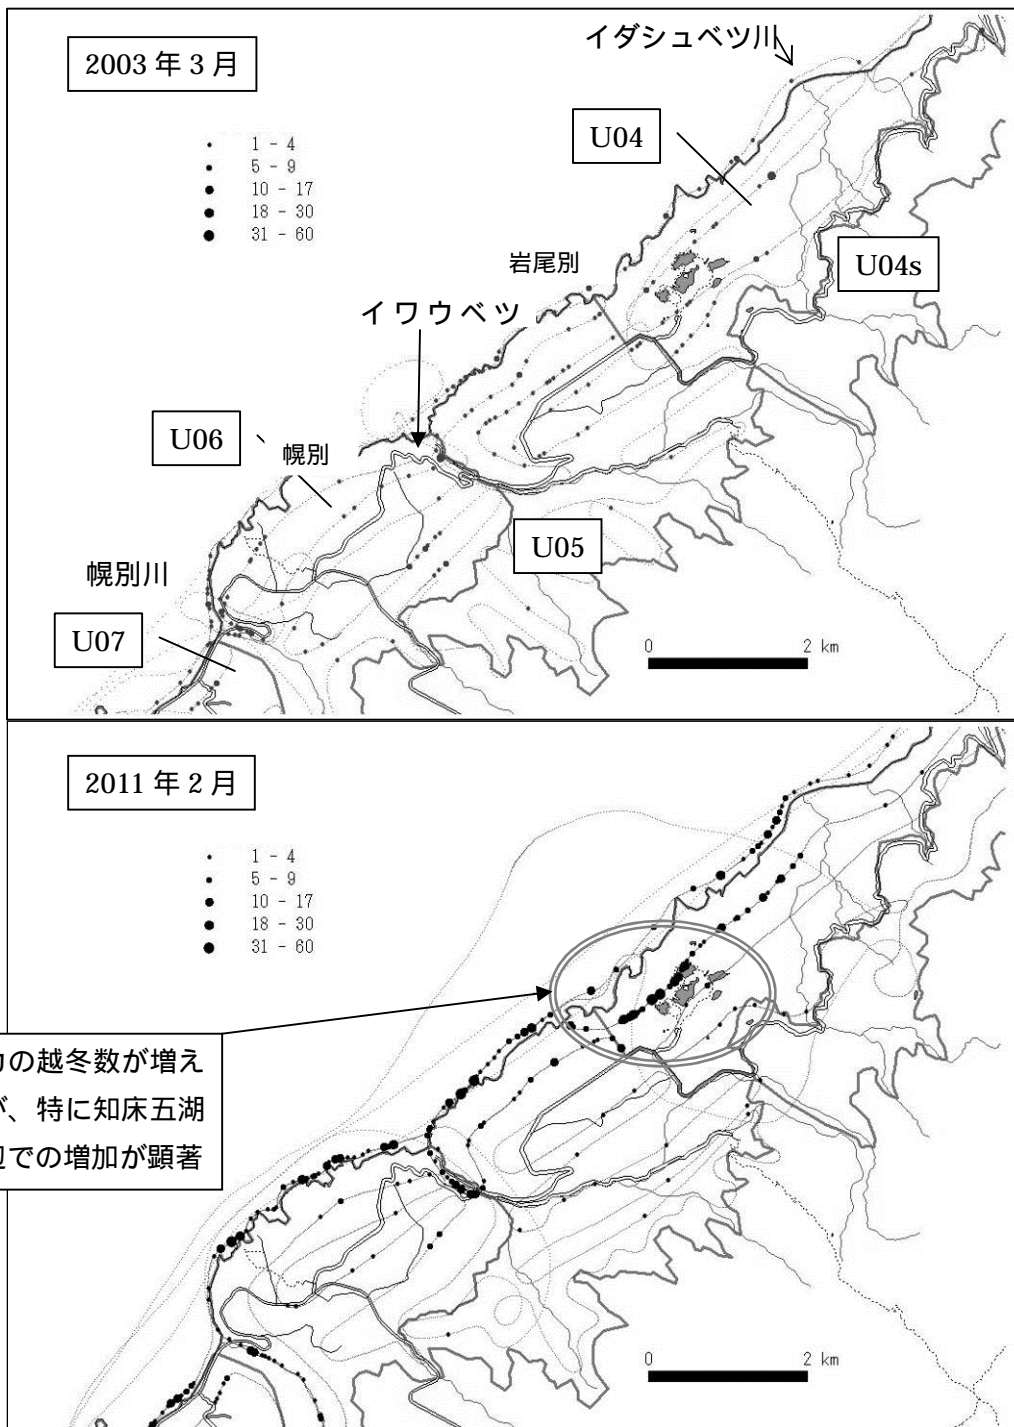 2003 年 3 月
イダシュベツ川
1 - 4
5 - 9
10 - 17
18 - 30
31 - 60
U04
U04s
岩尾別
イワウベツ
U06
幌別
U05
幌別川
U07
0 2 km
2011 年 2 月
1 - 4
5 - 9
10 - 17
18 - 30
31 - 60
の越冬数が増え
、特に知床五湖
での増加が顕著
0 2 km